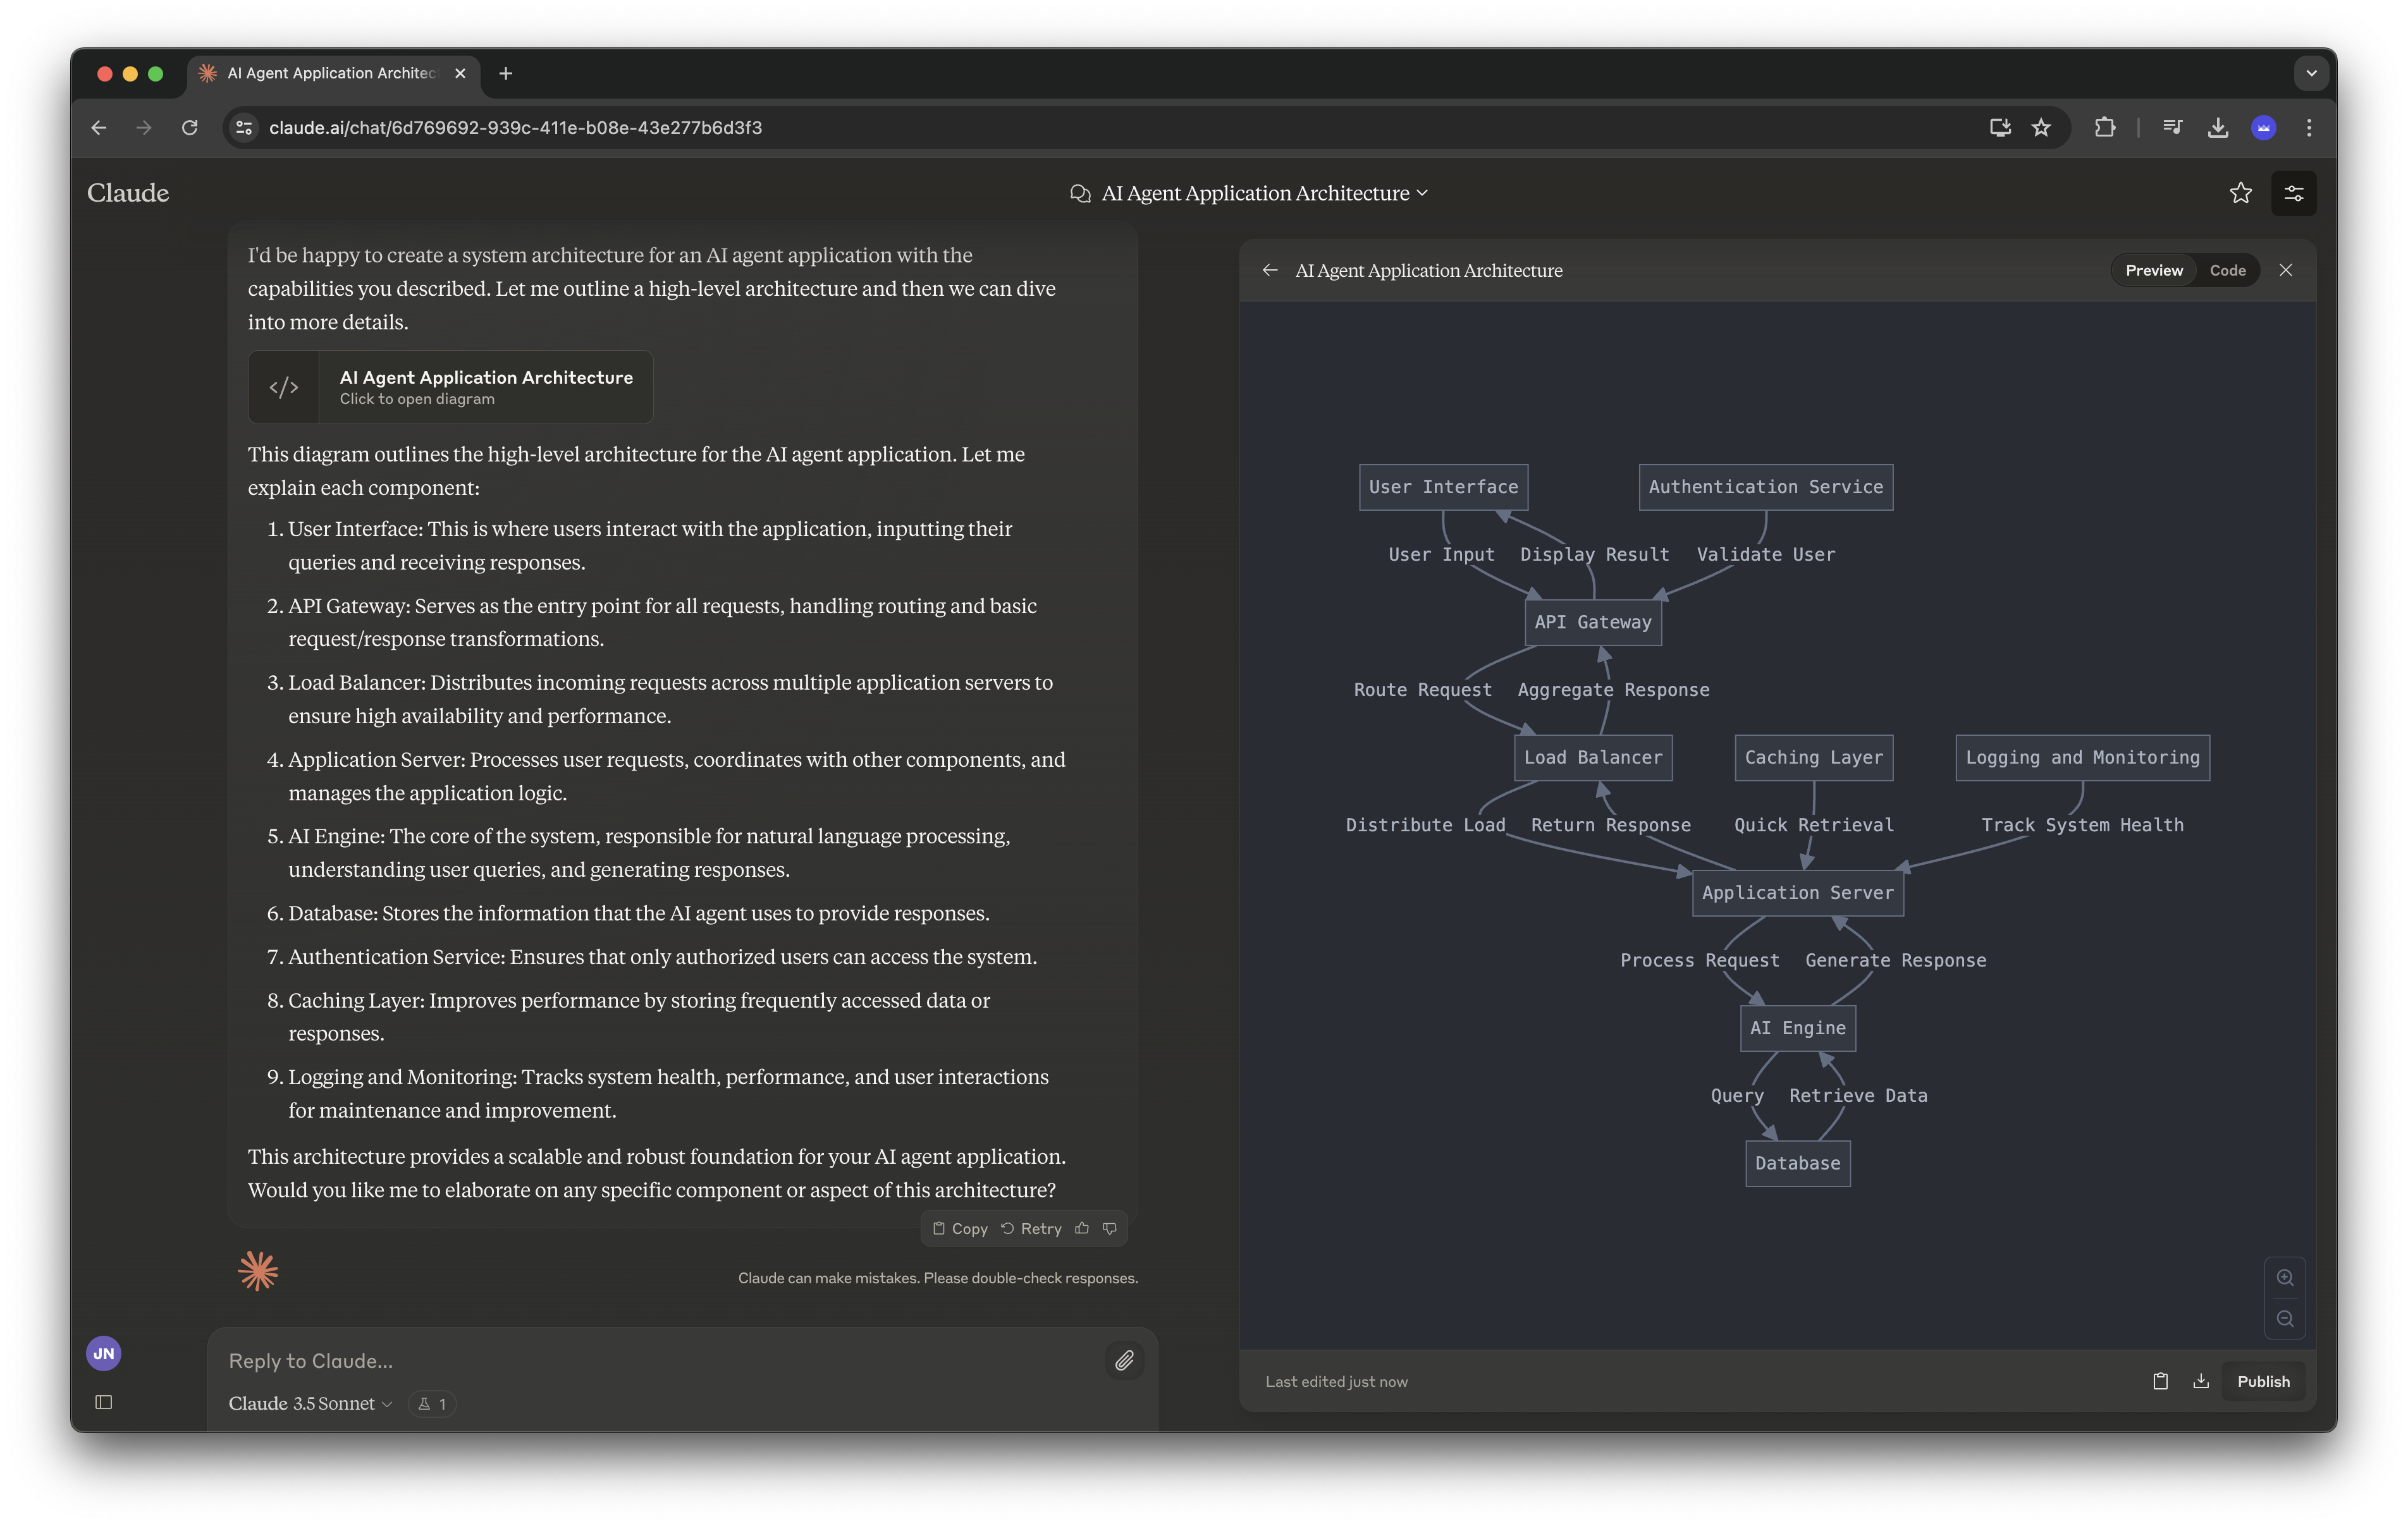 AI Agent Application Architec
claude.ai/chat/6d769692-939c-411e-b08e-43e277b6d3f3
Claude
AI Agent Application Architecture
I'd be happy to create a system architecture for an AI agent application with the
capabilities you described. Let me outline a high-level architecture and then we can dive
into more details.
</>
AI Agent Application Architecture
Click to open diagram
This diagram outlines the high-level architecture for the AI agent application. Let me
explain each component:
1. User Interface: This is where users interact with the application, inputting their
queries and receiving responses.
2. API Gateway: Serves as the entry point for all requests, handling routing and basic
request/response transformations.
3. Load Balancer: Distributes incoming requests across multiple application servers to
ensure high availability and performance.
4. Application Server: Processes user requests, coordinates with other components, and
manages the application logic.
5. AI Engine: The core of the system, responsible for natural language processing,
understanding user queries, and generating responses.
6. Database: Stores the information that the AI agent uses to provide responses.
7. Authentication Service: Ensures that only authorized users can access the system.
8. Caching Layer: Improves performance by storing frequently accessed data or
responses.
9. Logging and Monitoring: Tracks system health, performance, and user interactions
for maintenance and improvement.
This architecture provides a scalable and robust foundation for your AI agent application.
Would you like me to elaborate on any specific component or aspect of this architecture?
Copy Retry
Claude can make mistakes. Please double-check responses.
JN
Reply to Claude...
Claude 3.5 Sonnet 1
AI Agent Application Architecture
Preview Code
User Interface Authentication Service
User Input Display Result Validate User
API Gateway
Route Request Aggregate Response
Load Balancer Caching Layer Logging and Monitoring
Distribute Load Return Response Quick Retrieval Track System Health
Application Server
Process Request Generate Response
AI Engine
Query Retrieve Data
Database
Last edited just now
Publish